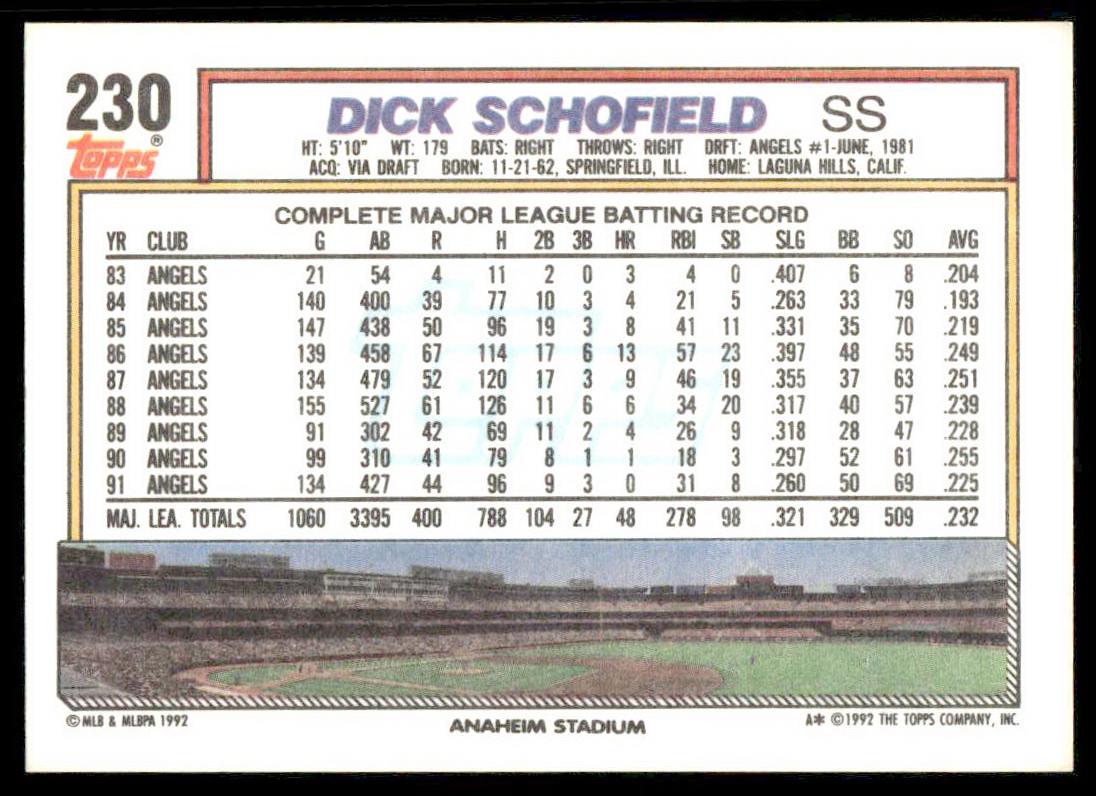 230
Topps®
DICK SCHOFIELD SS
HT: 5'10" WT: 179 BATS: RIGHT THROWS: RIGHT DRFT: ANGELS #1-JUNE, 1981
ACQ: VIA DRAFT BORN: 11-21-62, SPRINGFIELD, ILL. HOME: LAGUNA HILLS, CALIF.
COMPLETE MAJOR LEAGUE BATTING RECORD
YR CLUB G AB R H 2B 3B HR RBI SB SLG BB SO AVG
83 ANGELS 21 54 4 11 2 0 3 4 0 .407 6 8 .204
84 ANGELS 140 400 39 77 10 3 4 21 5 .263 33 79 .193
85 ANGELS 147 438 50 96 19 3 8 41 11 .331 35 70 .219
86 ANGELS 139 458 67 114 17 6 13 57 23 .397 48 55 .249
87 ANGELS 134 479 52 120 17 3 9 46 19 .355 37 63 .251
88 ANGELS 155 527 61 126 11 6 6 34 20 .317 40 57 .239
89 ANGELS 91 302 42 69 11 2 4 26 9 .318 28 47 .228
90 ANGELS 99 310 41 79 8 1 1 18 3 .297 52 61 .255
91 ANGELS 134 427 44 96 9 3 0 31 8 .260 50 69 .225
MAJ. LEA. TOTALS 1060 3395 400 788 104 27 48 278 98 .321 329 509 .232
Topps
© MLB & MLBPA 1992
ANAHEIM STADIUM
A* © 1992 THE TOPPS COMPANY, INC.